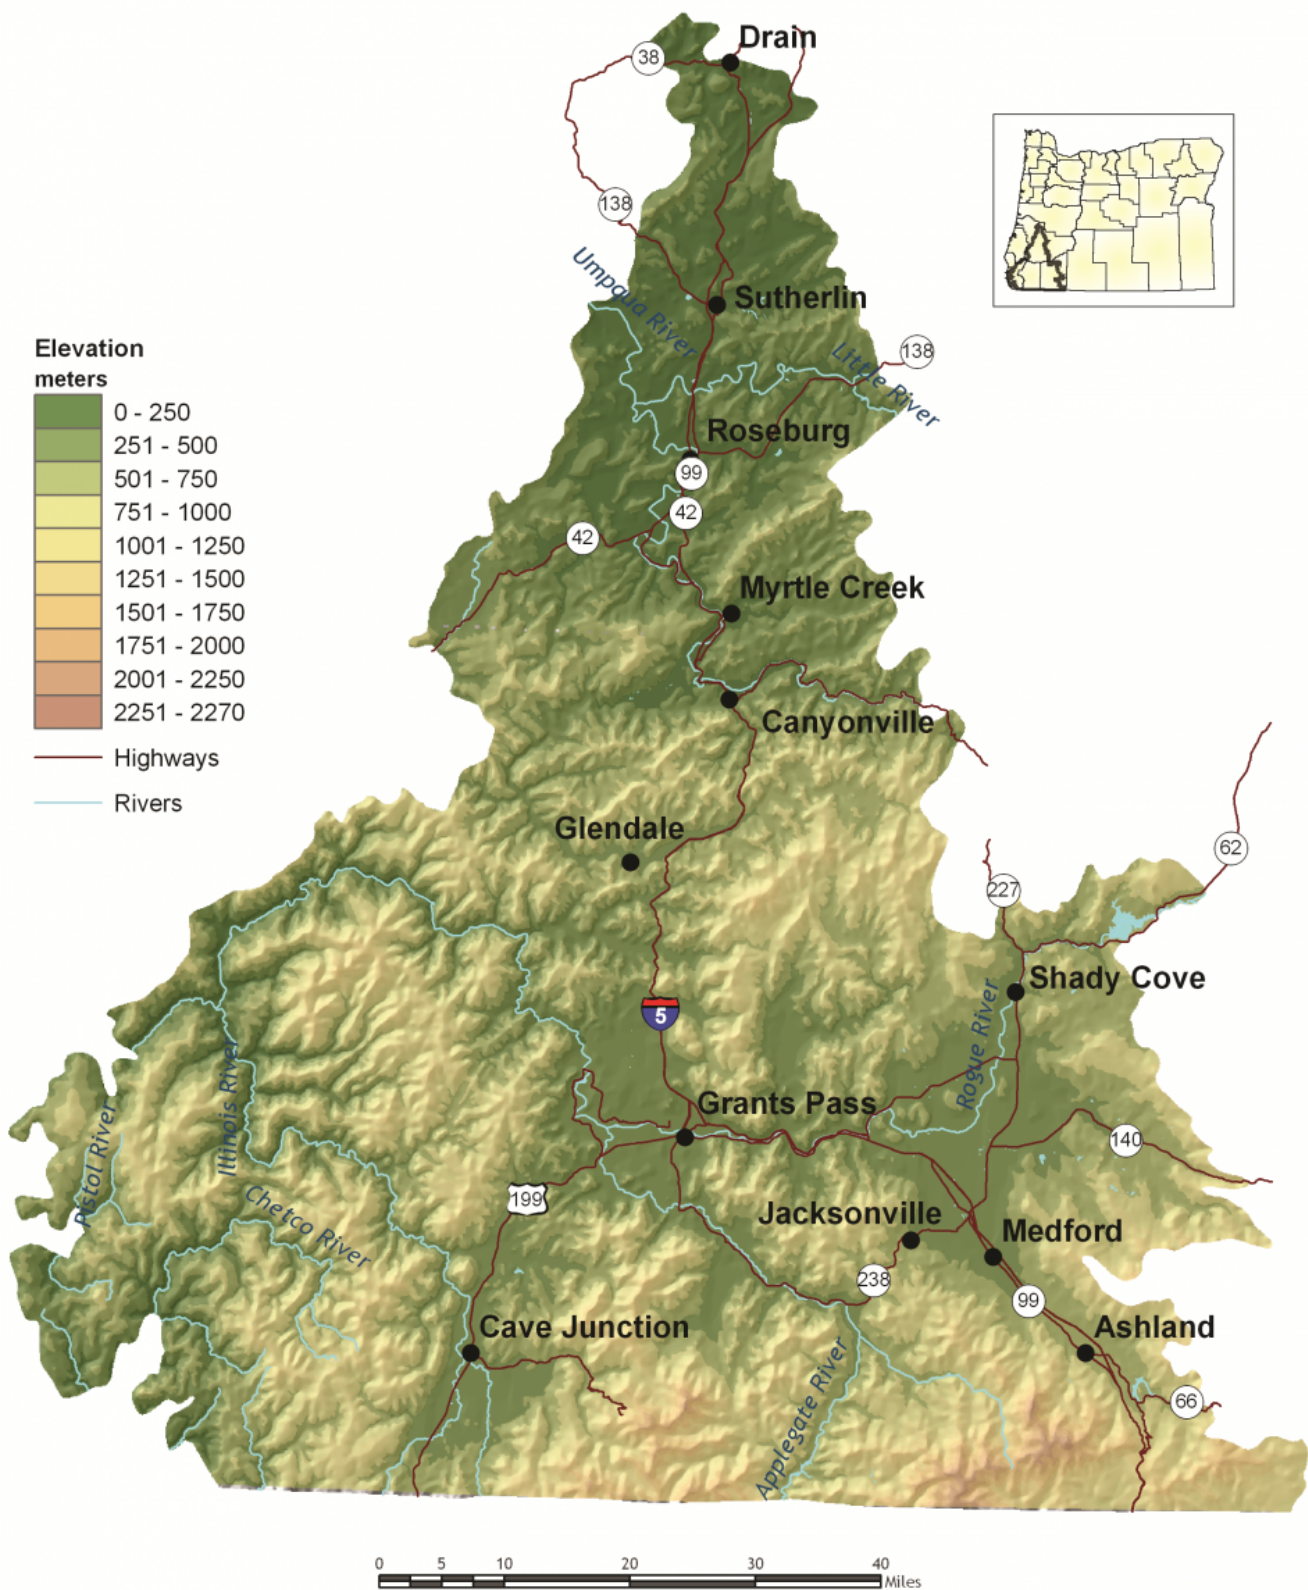 Drain
38
138
Umpqua River
Sutherlin
138
Little River
Elevation
meters
0 - 250
251 - 500
501 - 750
751 - 1000
1001 - 1250
1251 - 1500
1501 - 1750
1751 - 2000
2001 - 2250
2251 - 2270
Highways
Rivers
Roseburg
99
42
42
Myrtle Creek
Canyonville
Glendale
62
227
Shady Cove
5
Rogue River
Grants Pass
140
Illinois River
Pistol River
199
Chetco River
Jacksonville
Medford
238
99
Cave Junction
Ashland
Applegate River
66
0 5 10 20 30 40
Miles